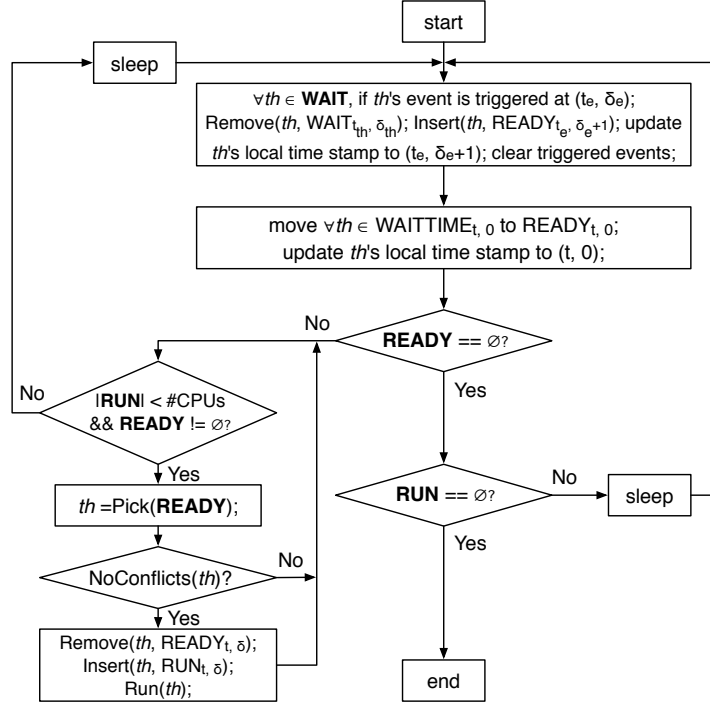 start
sleep
∀th ∈ WAIT, if th's event is triggered at (te, δe);
Remove(th, WAITtth, δth); Insert(th, READYte, δe+1); update
th's local time stamp to (te, δe+1); clear triggered events;
move ∀th ∈ WAITTIMEt, 0 to READYt, 0;
update th's local time stamp to (t, 0);
No
READY == ∅?
Yes
No
|RUN| < #CPUs
&& READY != ∅?
Yes
th =Pick(READY);
RUN == ∅?
No
sleep
Yes
NoConflicts(th)?
No
Yes
Remove(th, READYt, δ);
Insert(th, RUNt, δ);
Run(th);
end